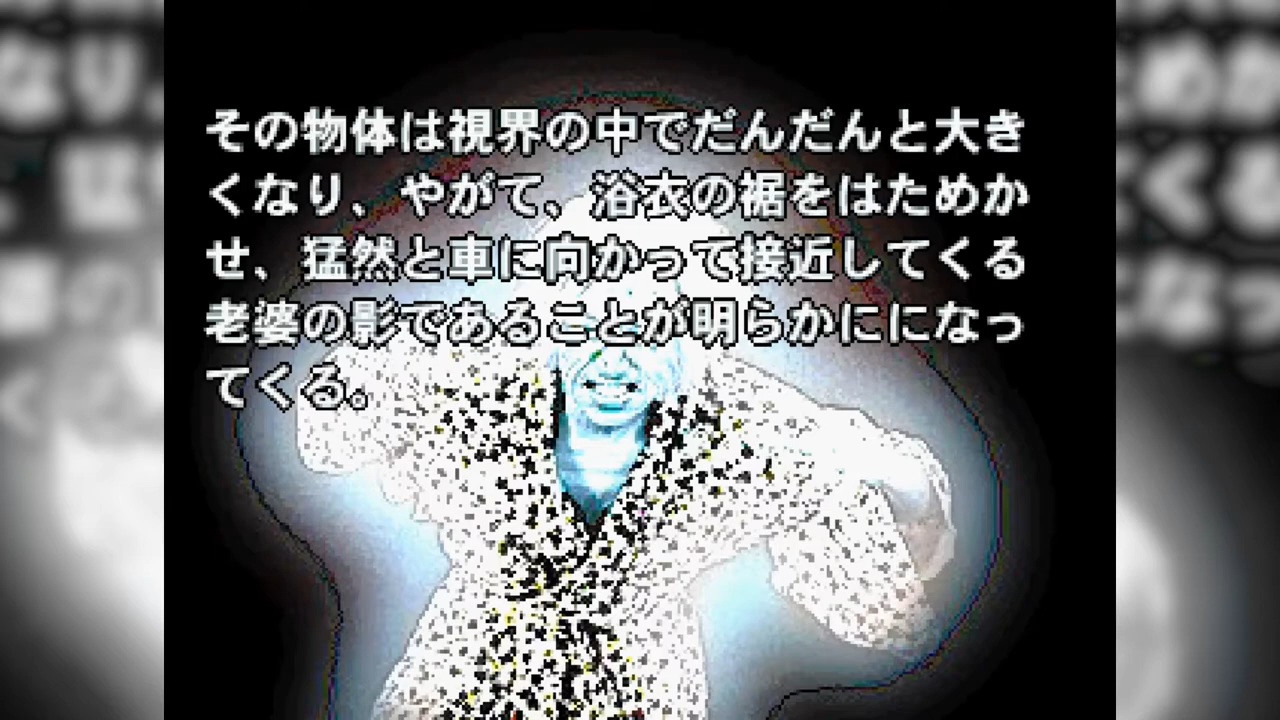 その物体は視界の中でだんだんと大き
くなり、やがて、浴衣の裾をはためか
せ、猛然と車に向かって接近してくる
老婆の影であることが明らかにになっ
てくる。